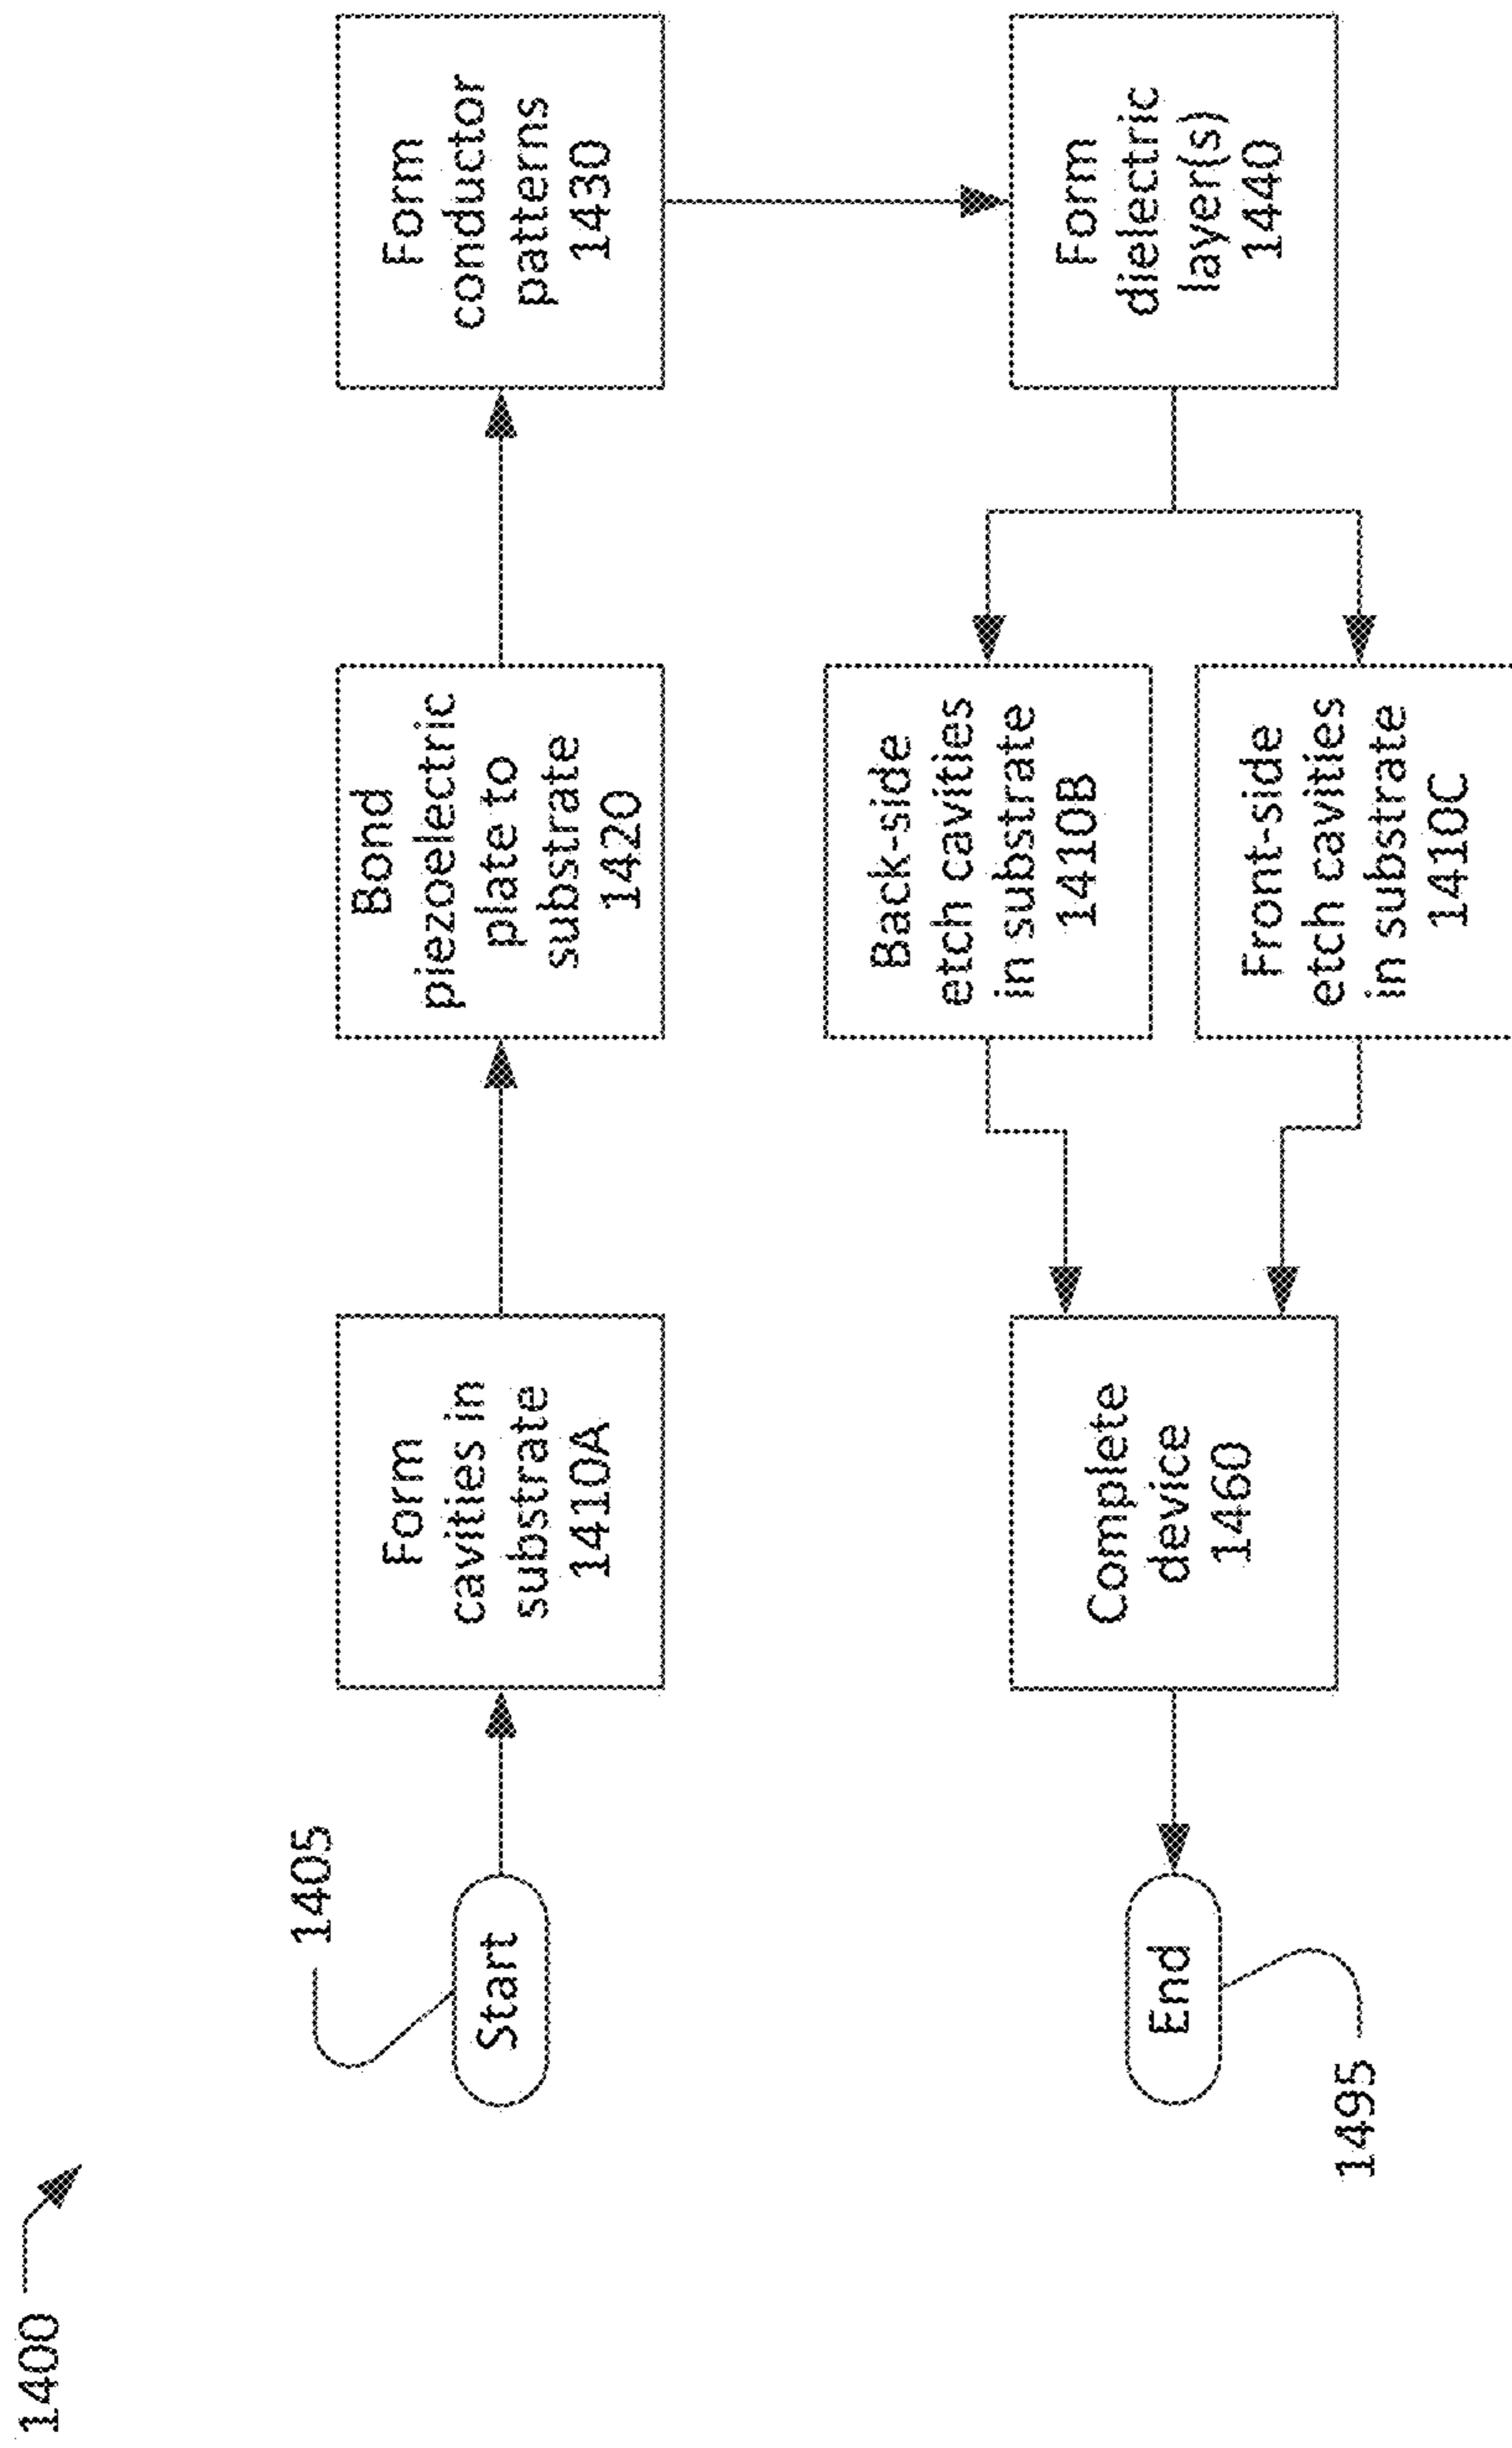 1400
1405
Start
Form
cavities in
substrate
1410A
Bond
piezoelectric
plate to
substrate
1420
Form
conductor
patterns
1430
Form
dielectric
layer(s)
1440
Back-side
etch cavities
in substrate
1410B
Front-side
etch cavities
in substrate
1410C
Complete
device
1460
End
1495